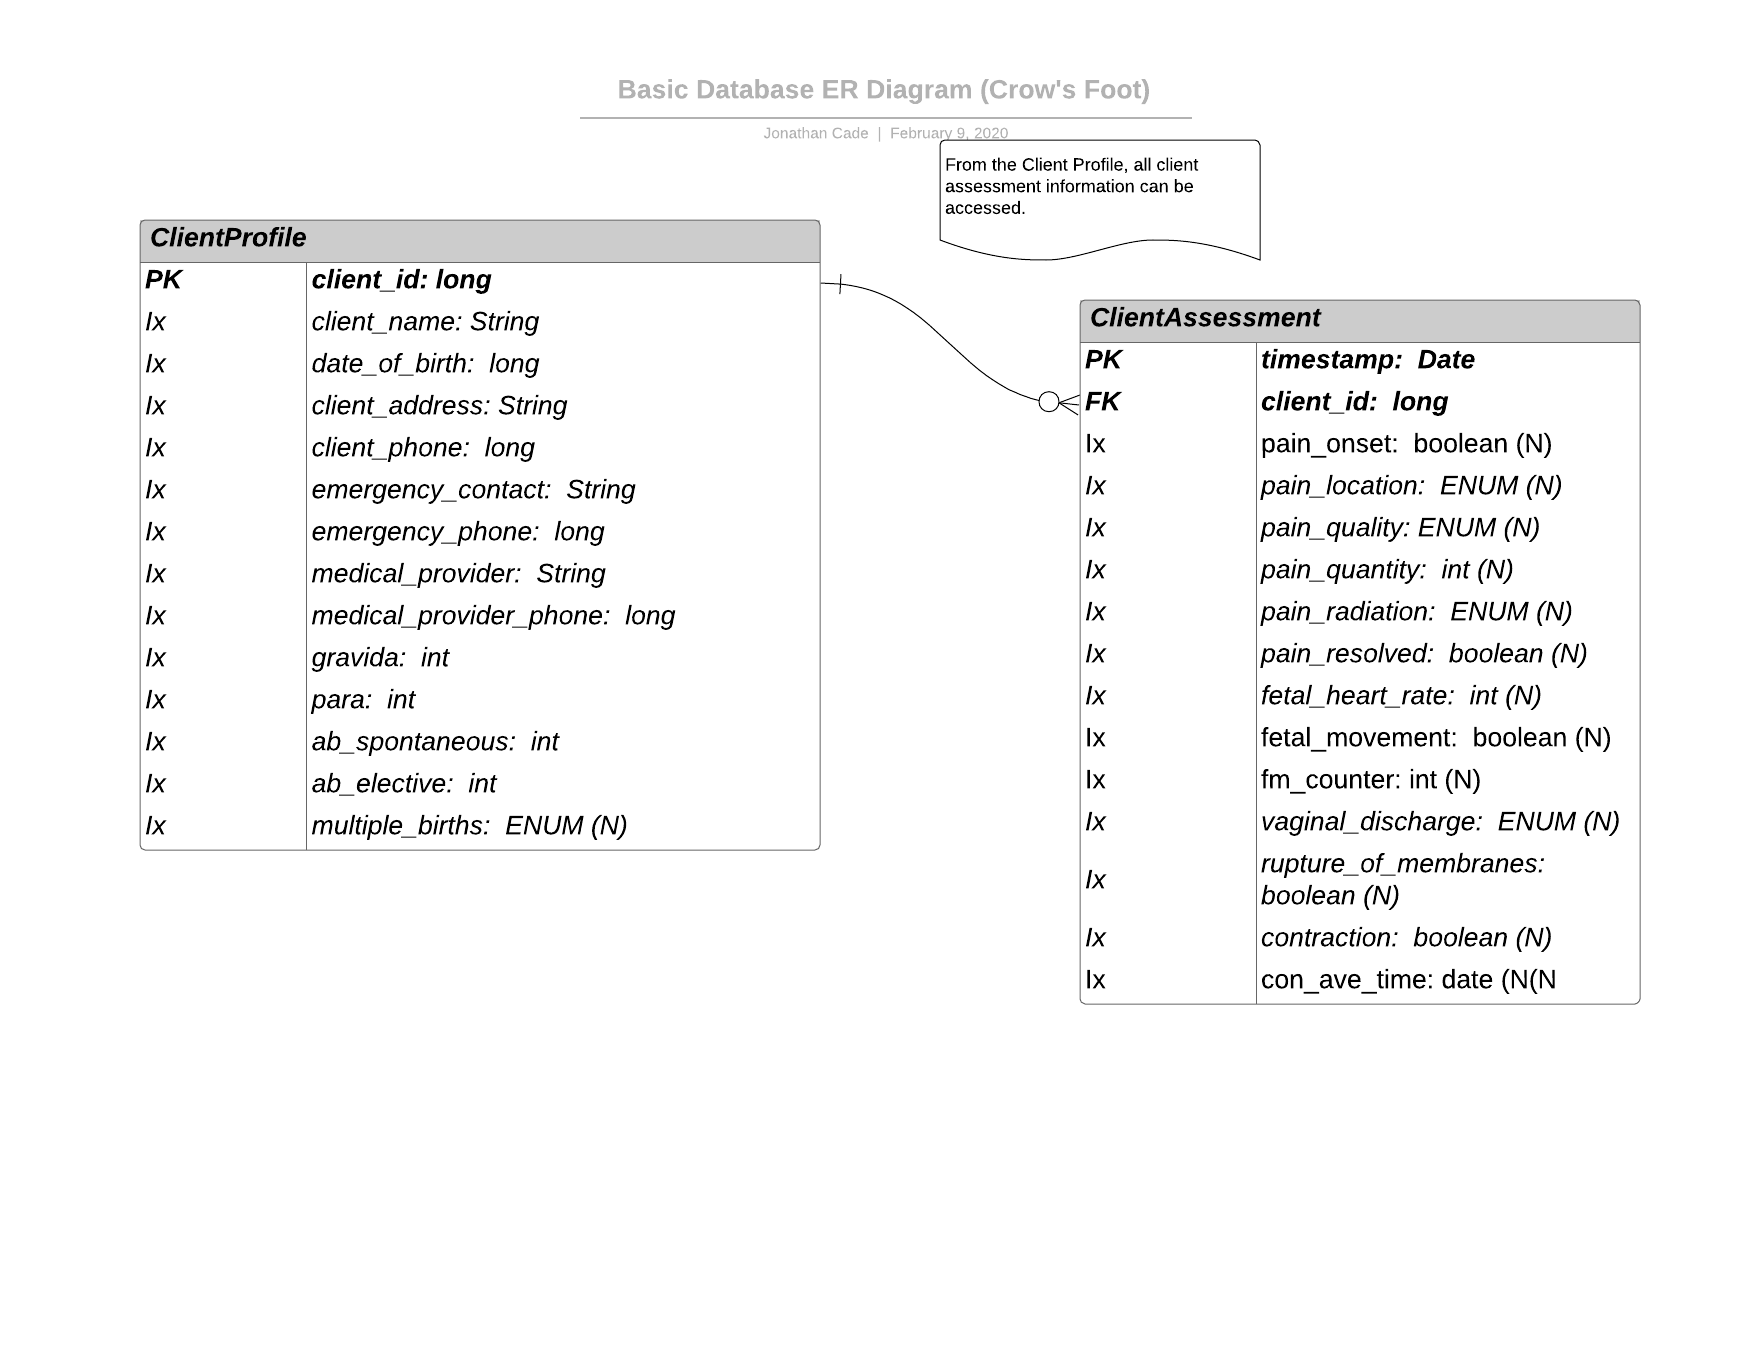 Basic Database ER Diagram (Crow's Foot)
Jonathan Cade | February 9, 2020
From the Client Profile, all client
assessment information can be
accessed.
ClientProfile
PK client_id: long
Ix client_name: String
Ix date_of_birth: long
Ix client_address: String
Ix client_phone: long
Ix emergency_contact: String
Ix emergency_phone: long
Ix medical_provider: String
Ix medical_provider_phone: long
Ix gravida: int
Ix para: int
Ix ab_spontaneous: int
Ix ab_elective: int
Ix multiple_births: ENUM (N)
ClientAssessment
PK timestamp: Date
FK client_id: long
Ix pain_onset: boolean (N)
Ix pain_location: ENUM (N)
Ix pain_quality: ENUM (N)
Ix pain_quantity: int (N)
Ix pain_radiation: ENUM (N)
Ix pain_resolved: boolean (N)
Ix fetal_heart_rate: int (N)
Ix fetal_movement: boolean (N)
Ix fm_counter: int (N)
Ix vaginal_discharge: ENUM (N)
Ix rupture_of_membranes:
boolean (N)
Ix contraction: boolean (N)
Ix con_ave_time: date (N(N